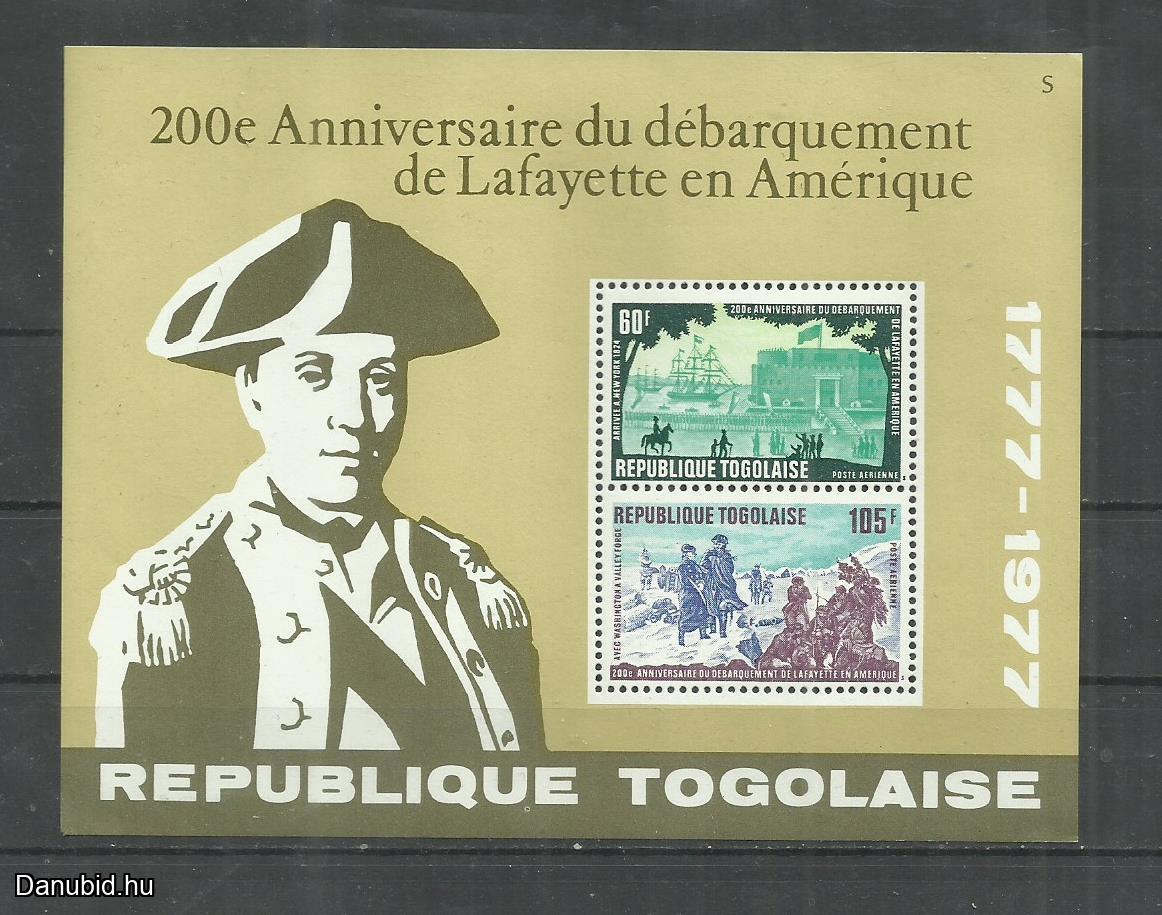 S
200e Anniversaire du débarquement
de Lafayette en Amérique
1777-1977
60F
200e ANNIVERSAIRE DU DEBARQUEMENT
DE LAFAYETTE EN AMERIQUE
ARRIVEE A NEW YORK 1824
REPUBLIQUE TOGOLAISE
POSTE AERIENNE
REPUBLIQUE TOGOLAISE 105F
AVEC WASHINGTON A VALLEY FORGE
POSTE AERIENNE
200e ANNIVERSAIRE DU DEBARQUEMENT DE LAFAYETTE EN AMERIQUE
REPUBLIQUE TOGOLAISE
Danubid.hu